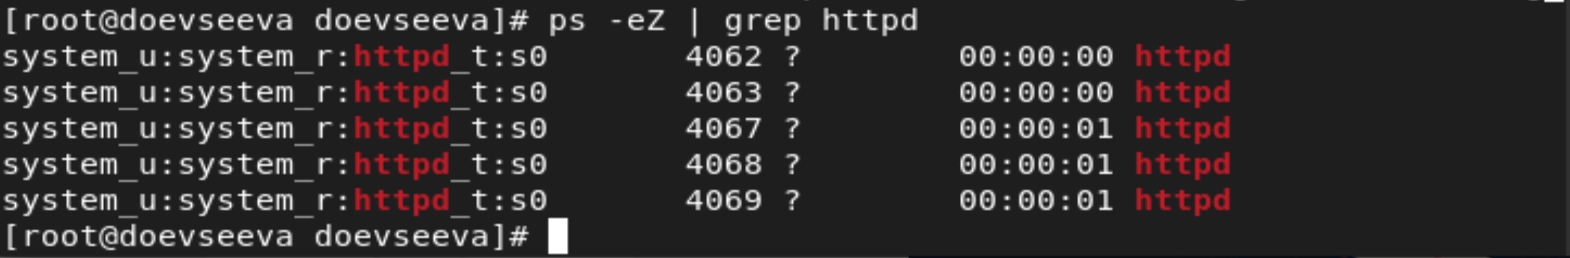 [root@doevseeva doevseeva]# ps -eZ | grep httpd
system_u:system_r:httpd_t:s0       4062 ?        00:00:00 httpd
system_u:system_r:httpd_t:s0       4063 ?        00:00:00 httpd
system_u:system_r:httpd_t:s0       4067 ?        00:00:01 httpd
system_u:system_r:httpd_t:s0       4068 ?        00:00:01 httpd
system_u:system_r:httpd_t:s0       4069 ?        00:00:01 httpd
[root@doevseeva doevseeva]#